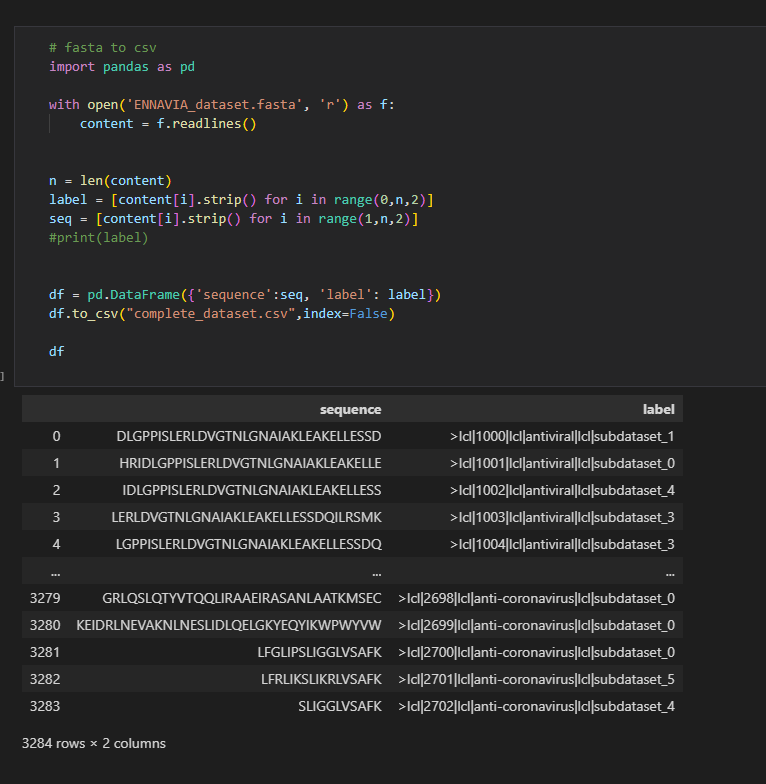 # fasta to csv
import pandas as pd
with open('ENNAVIA_dataset.fasta', 'r') as f:
    content = f.readlines()
n = len(content)
label = [content[i].strip() for i in range(0,n,2)]
seq = [content[i].strip() for i in range(1,n,2)]
#print(label)
df = pd.DataFrame({'sequence':seq, 'label': label})
df.to_csv("complete_dataset.csv",index=False)
df
]
sequence label
0 DLGPPISLERLDVGTNLGNAIAKLEAKELLESSD >lcl|1000|lcl|antiviral|lcl|subdataset_1
1 HRIDLGPPISLERLDVGTNLGNAIAKLEAKELLE >lcl|1001|lcl|antiviral|lcl|subdataset_0
2 IDLGPPISLERLDVGTNLGNAIAKLEAKELLESS >lcl|1002|lcl|antiviral|lcl|subdataset_4
3 LERLDVGTNLGNAIAKLEAKELLESSDQILRSMK >lcl|1003|lcl|antiviral|lcl|subdataset_3
4 LGPPISLERLDVGTNLGNAIAKLEAKELLESSDQ >lcl|1004|lcl|antiviral|lcl|subdataset_3
... ... ...
3279 GRLQSLQTYVTQQLIRAAEIRASANLAATKMSEC >lcl|2698|lcl|anti-coronavirus|lcl|subdataset_0
3280 KEIDRLNEVAKNLNESLIDLQELGKYEQYIKWPWYVW >lcl|2699|lcl|anti-coronavirus|lcl|subdataset_0
3281 LFGLIPSLIGGLVSAFK >lcl|2700|lcl|anti-coronavirus|lcl|subdataset_0
3282 LFRLIKSLIKRLVSAFK >lcl|2701|lcl|anti-coronavirus|lcl|subdataset_5
3283 SLIGGLVSAFK >lcl|2702|lcl|anti-coronavirus|lcl|subdataset_4
3284 rows × 2 columns